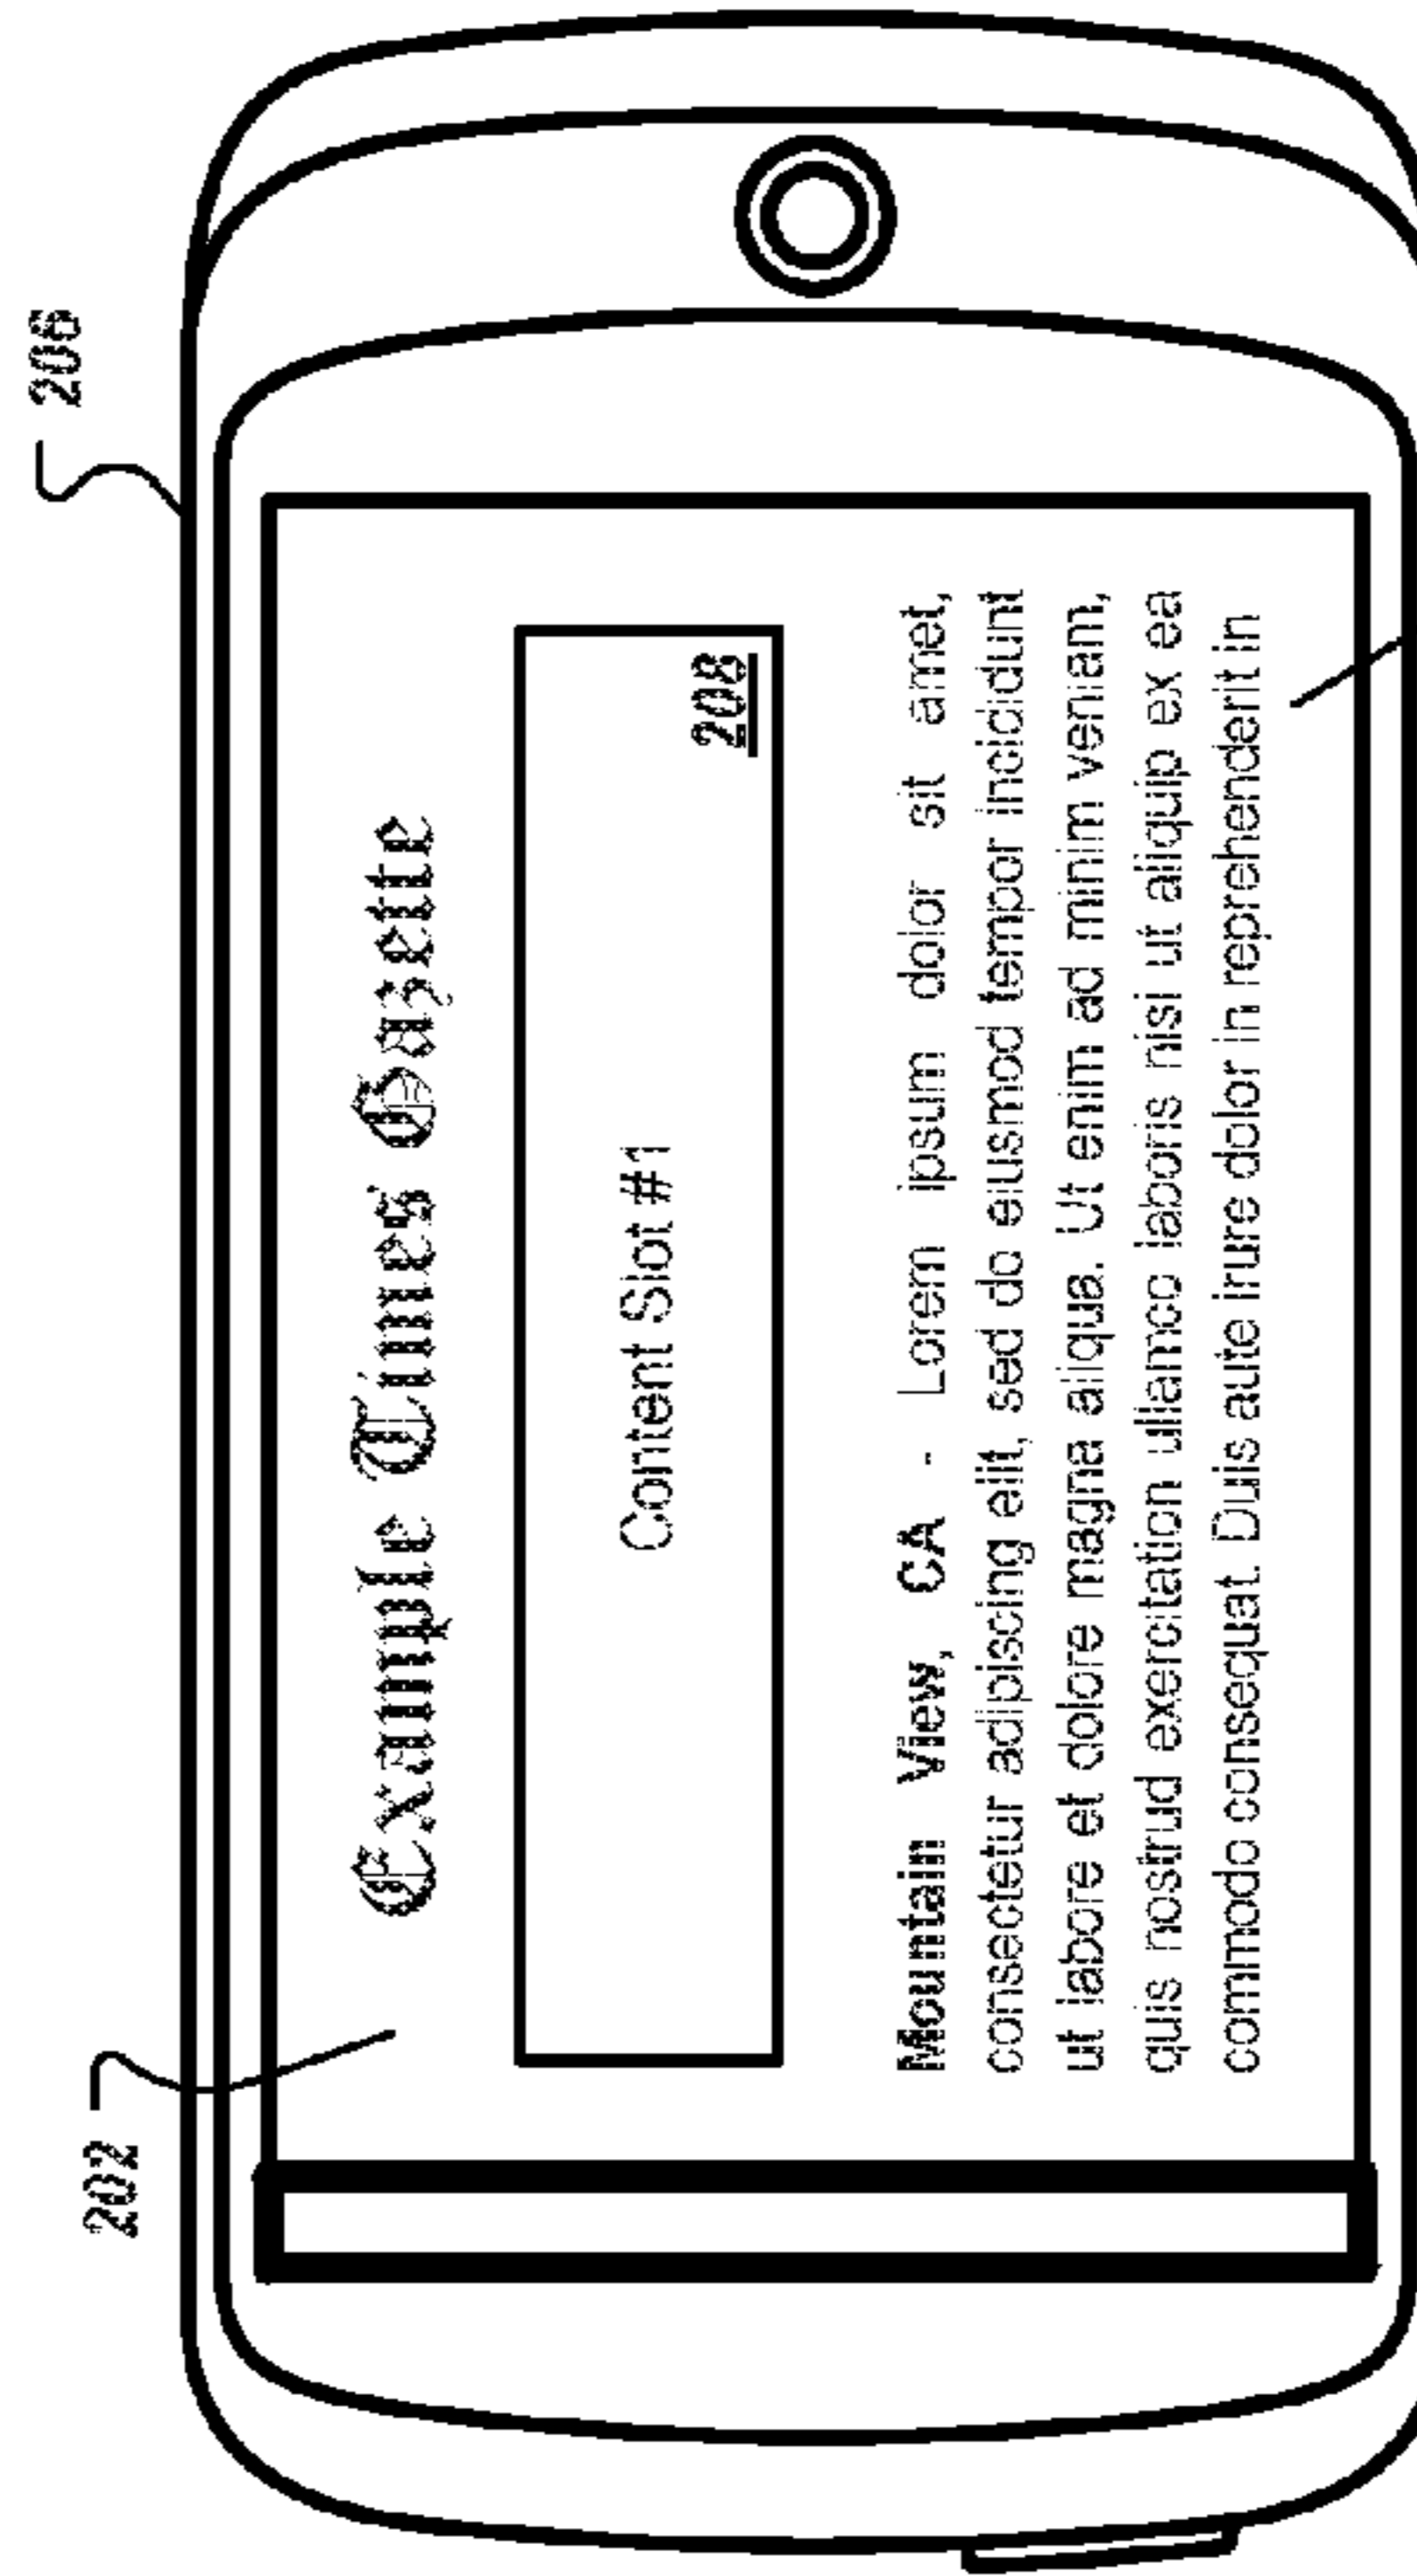 206
202
Example Times Gazette
Content Slot #1
208
Mountain View, CA - Lorem ipsum dolor sit amet,
consectetur adipiscing elit, sed do eiusmod tempor incididunt
ut labore et dolore magna aliqua. Ut enim ad minim veniam,
quis nostrud exercitation ullamco laboris nisi ut aliquip ex ea
commodo consequat. Duis aute irure dolor in reprehenderit in